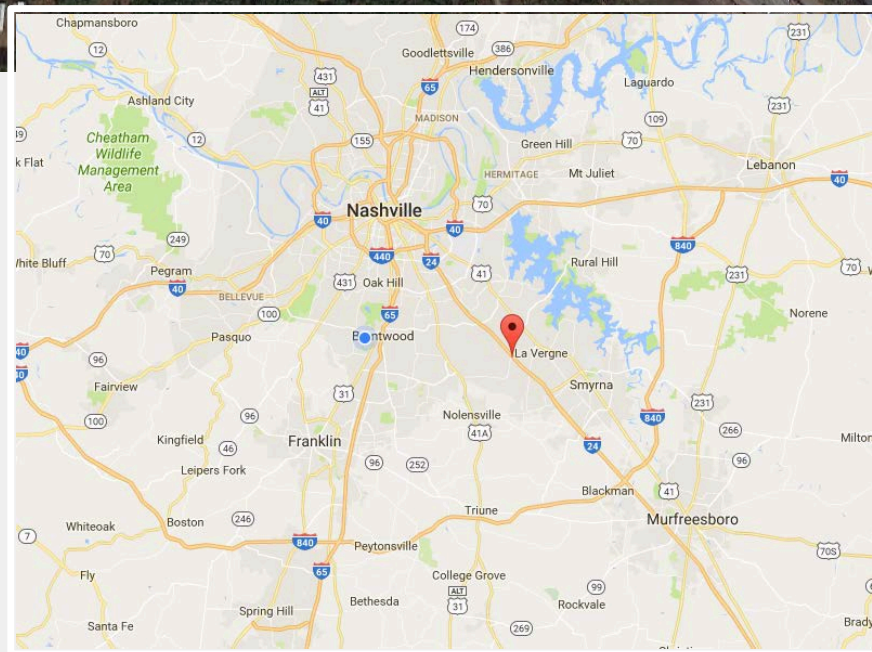 Chapmansboro
12
174
386
Goodlettsville
231
Hendersonville
431
ALT
41
65
Laguardo
Ashland City
231
MADISON
109
Cheatham
Wildlife
Management
Area
12
155
Green Hill
70
k Flat
HERMITAGE
Mt Juliet
Lebanon
40
Nashville
70
40
40
249
440
24
840
70
White Bluff
Pegram
41
Rural Hill
231
70
431
Oak Hill
40
BELLEVUE
100
65
Norene
Pasquo
Brentwood
La Vergne
40
96
40
Fairview
Smyrna
31
231
100
96
Nolensville
840
41A
266
Kingfield
46
Franklin
24
Milton
96
252
96
Leipers Fork
Blackman
41
246
Triune
Murfreesboro
Whiteoak
Boston
7
840
Peytonsville
70S
65
Fly
College Grove
99
ALT
31
Bethesda
Rockvale
Spring Hill
Santa Fe
269
Brady